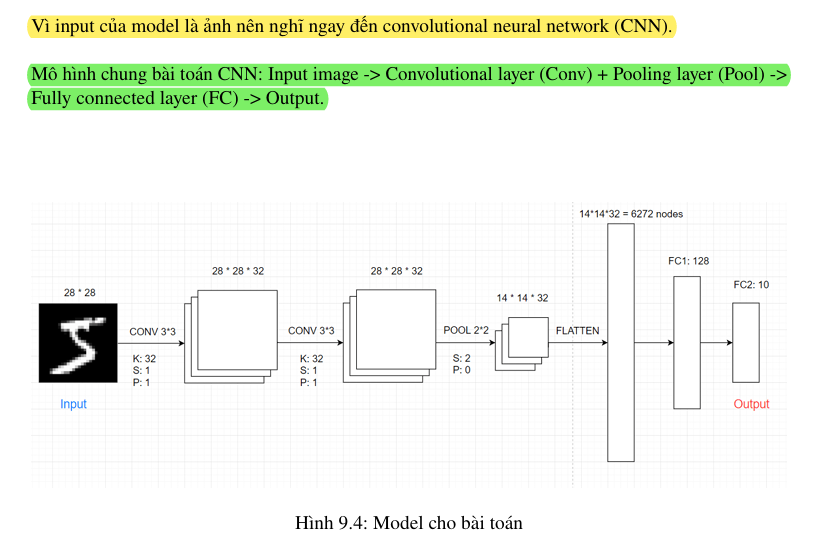 Vì input của model là ảnh nên nghĩ ngay đến convolutional neural network (CNN).
Mô hình chung bài toán CNN: Input image -> Convolutional layer (Conv) + Pooling layer (Pool) ->
Fully connected layer (FC) -> Output.
14*14*32 = 6272 nodes
FC1: 128
28 * 28 * 32
28 * 28 * 32
FC2: 10
28 * 28
14 * 14 * 32
CONV 3*3
CONV 3*3
POOL 2*2
FLATTEN
K: 32
S: 1
P: 1
K: 32
S: 1
P: 1
S: 2
P: 0
5
Input
Output
Hình 9.4: Model cho bài toán